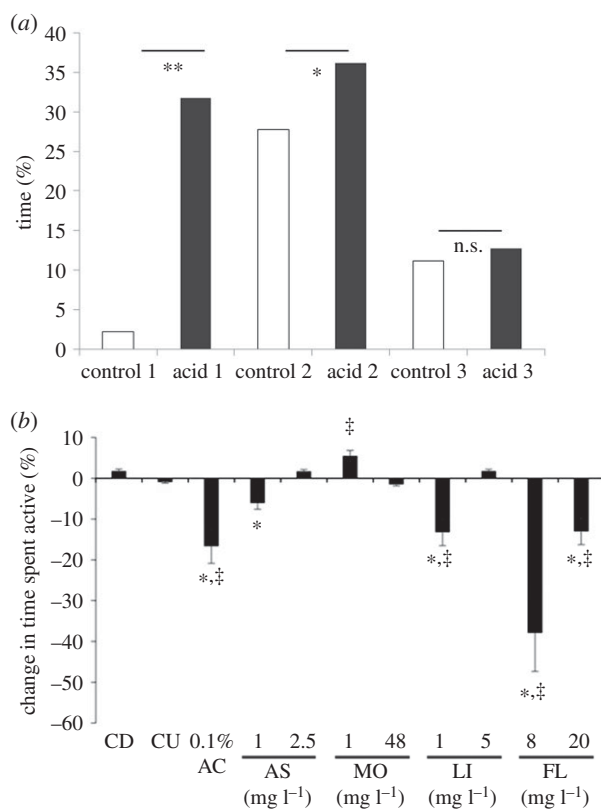 (a)
40
35
30
25
20
15
10
5
0
time (%)
**
*
n.s.
control 1 acid 1 control 2 acid 2 control 3 acid 3
(b)
10
0
–10
–20
–30
–40
–50
–60
change in time spent active (%)
‡
*
*,‡
*,‡
*,‡
*,‡
CD CU 0.1% 1 2.5 1 48 1 5 8 20
AC AS MO LI FL
(mg l⁻¹) (mg l⁻¹) (mg l⁻¹) (mg l⁻¹)